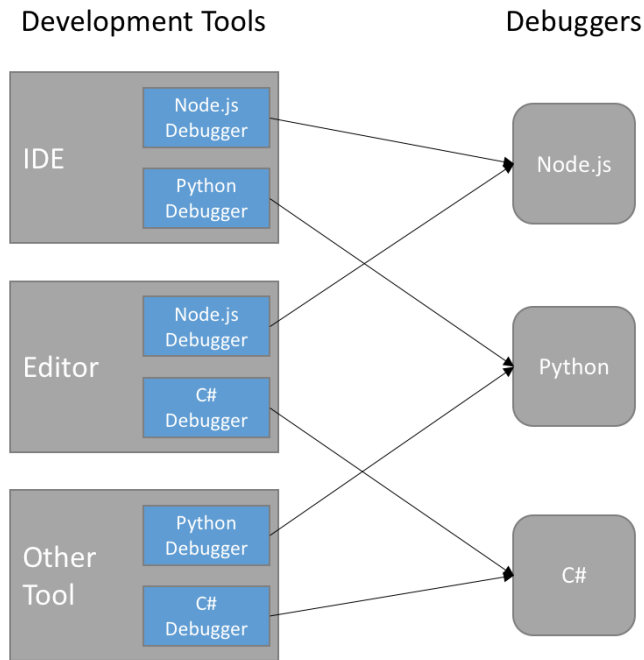 Development Tools
Debuggers
IDE
Node.js
Debugger
Python
Debugger
Editor
Node.js
Debugger
C#
Debugger
Other
Tool
Python
Debugger
C#
Debugger
Node.js
Python
C#